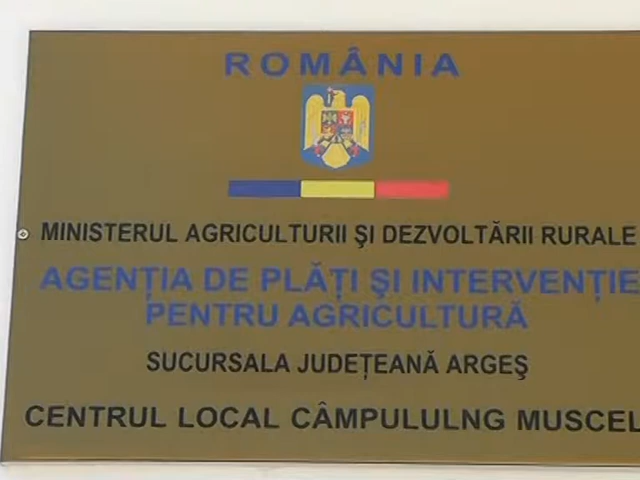 ROMÂNIA
MINISTERUL AGRICULTURII ŞI DEZVOLTĂRII RURALE
AGENȚIA DE PLĂȚI ŞI INTERVENȚIE
PENTRU AGRICULTURĂ
SUCURSALA JUDEȚEANĂ ARGEŞ
CENTRUL LOCAL CÂMPULULNG MUSCEL